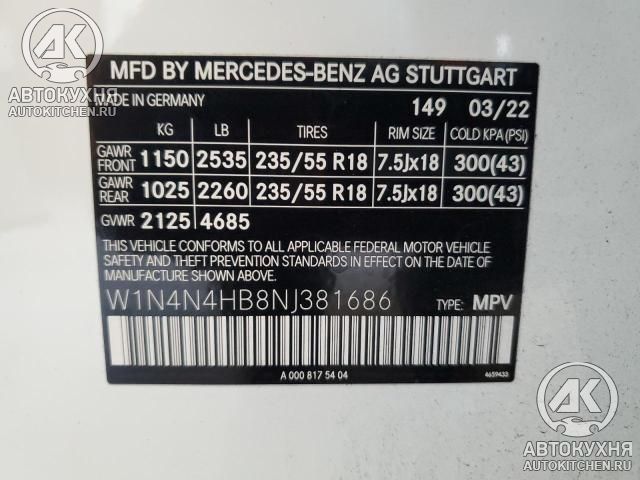 MFD BY MERCEDES-BENZ AG STUTTGART
MADE IN GERMANY 149 03/22
KG LB TIRES RIM SIZE COLD KPA (PSI)
GAWR FRONT 1150 2535 235/55 R18 7.5Jx18 300(43)
GAWR REAR 1025 2260 235/55 R18 7.5Jx18 300(43)
GVWR 2125 4685
THIS VEHICLE CONFORMS TO ALL APPLICABLE FEDERAL MOTOR VEHICLE
SAFETY AND THEFT PREVENTION STANDARDS IN EFFECT ON THE DATE OF
MANUFACTURE SHOWN ABOVE.
W1N4N4HB8NJ381686 TYPE: MPV
A 000 817 54 04 4659433
АК
АВТОКУХНЯ
AUTOKITCHEN.RU
АК
АВТОКУХНЯ
AUTOKITCHEN.RU